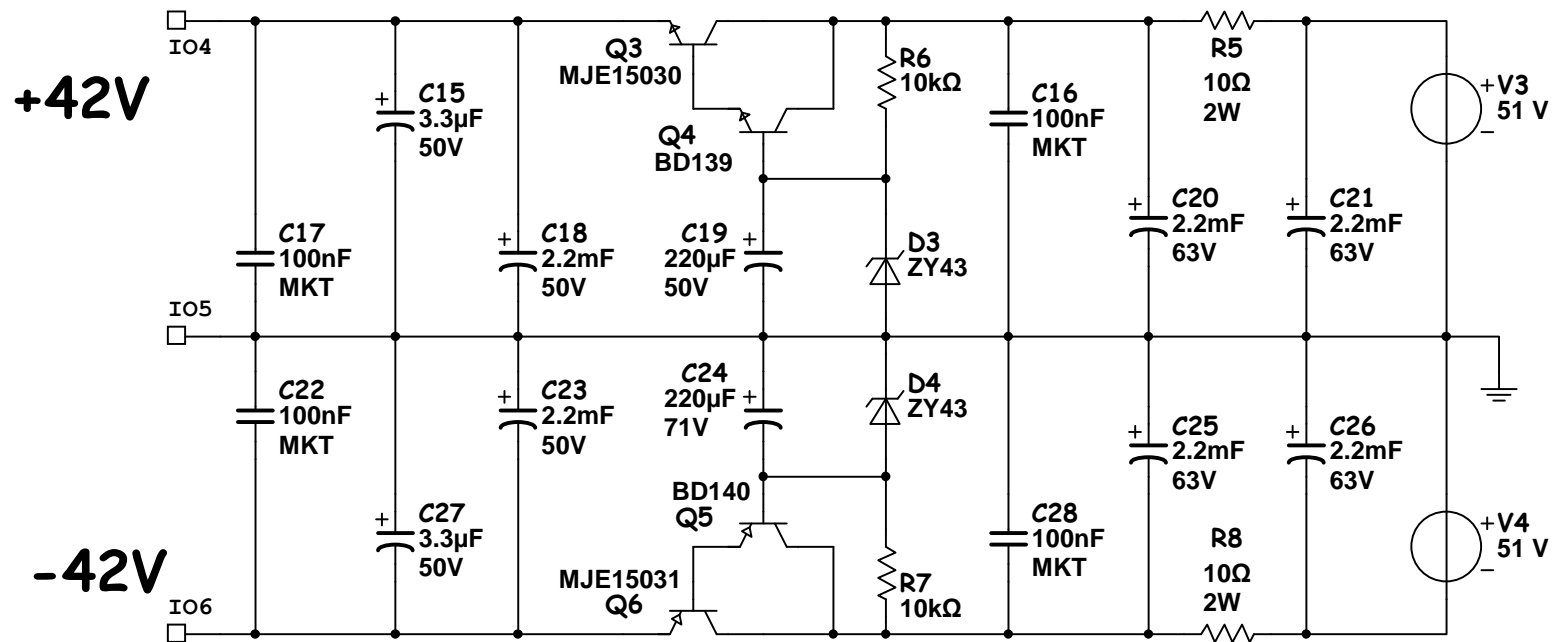 IO4
+42V
Q3
MJE15030
R6
10kΩ
R5
10Ω
2W
+V3
51 V
C15
3.3µF
50V
C16
100nF
MKT
Q4
BD139
C20
2.2mF
63V
C21
2.2mF
63V
C17
100nF
MKT
C18
2.2mF
50V
C19
220µF
50V
D3
ZY43
IO5
C22
100nF
MKT
C23
2.2mF
50V
C24
220µF
71V
D4
ZY43
C25
2.2mF
63V
C26
2.2mF
63V
BD140
Q5
C27
3.3µF
50V
C28
100nF
MKT
R8
10Ω
2W
+V4
51 V
-42V
MJE15031
Q6
R7
10kΩ
IO6